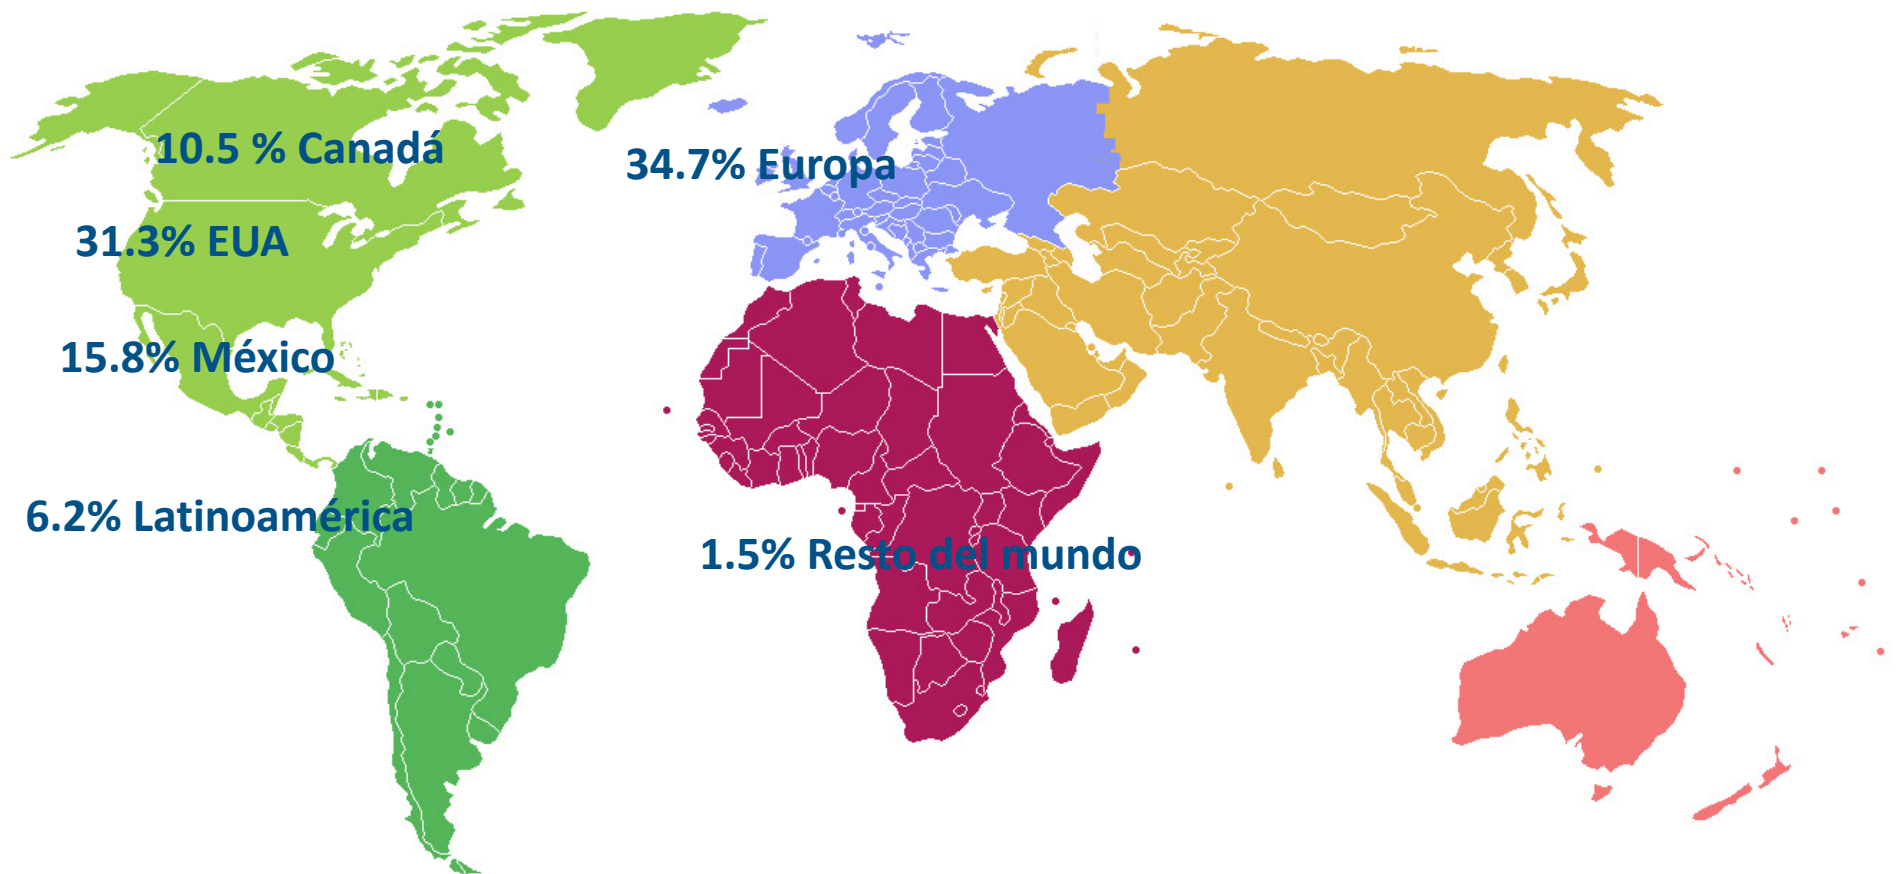 10.5 % Canadá
34.7% Europa
31.3% EUA
15.8% México
6.2% Latinoamérica
1.5% Resto del mundo